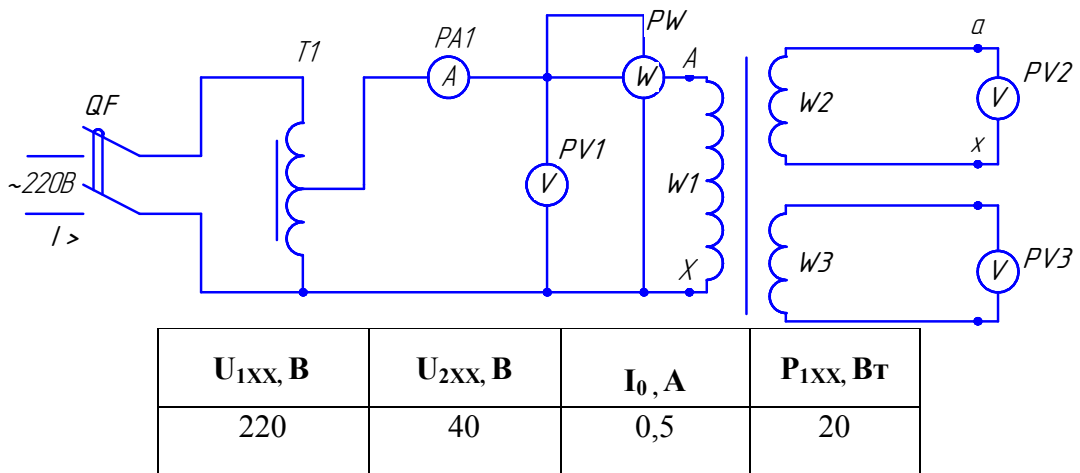 T1
PA1
A
PW
W
A
a
PV2
V
W2
x
QF
~220В
I >
PV1
V
W1
X
W3
PV3
V
U1XX, В U2XX, В I0 , А P1XX, Вт
220 40 0,5 20